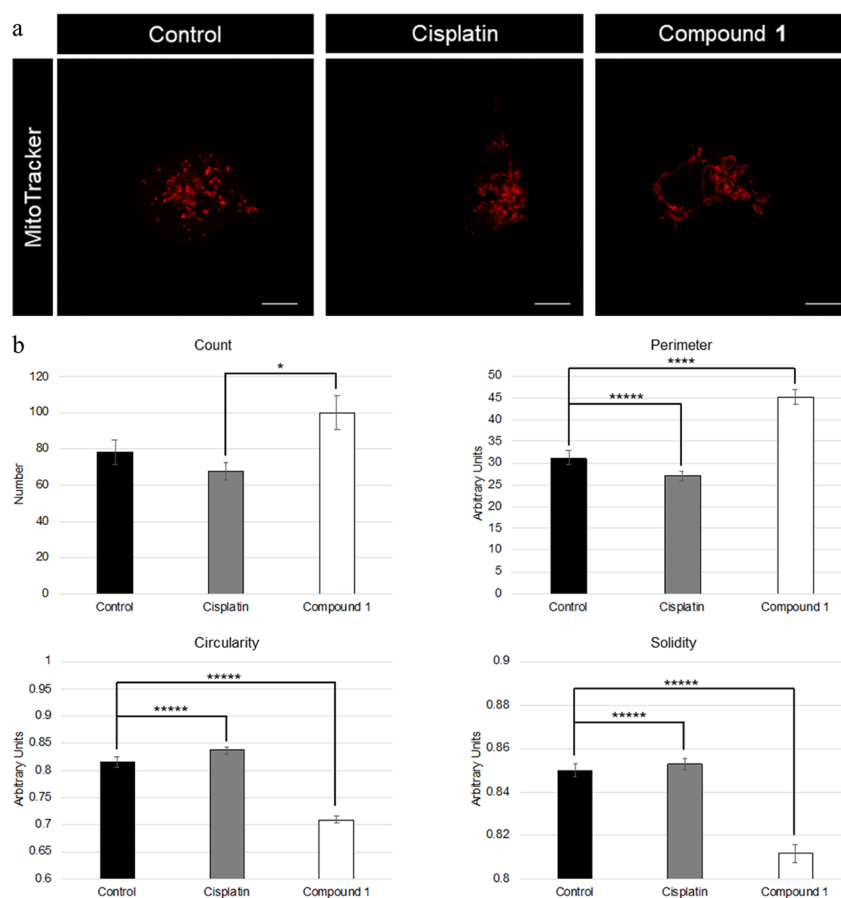 a
Control Cisplatin Compound 1
MitoTracker
b
Count
120
100
80
60
40
20
0
Number
*
Control Cisplatin Compound 1
Perimeter
50
45
40
35
30
25
20
15
10
5
0
Arbitrary Units
****
*****
Control Cisplatin Compound 1
Circularity
1
0.95
0.9
0.85
0.8
0.75
0.7
0.65
0.6
Arbitrary Units
*****
*****
Control Cisplatin Compound 1
Solidity
0.9
0.88
0.86
0.84
0.82
0.8
Arbitrary Units
*****
*****
Control Cisplatin Compound 1